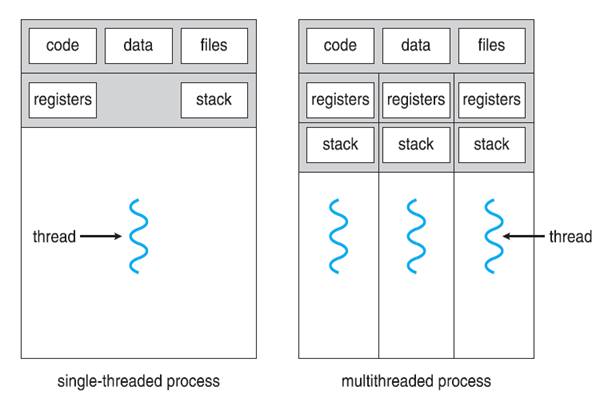 code data files
registers stack
thread
single-threaded process
code data files
registers registers registers
stack stack stack
thread
multithreaded process